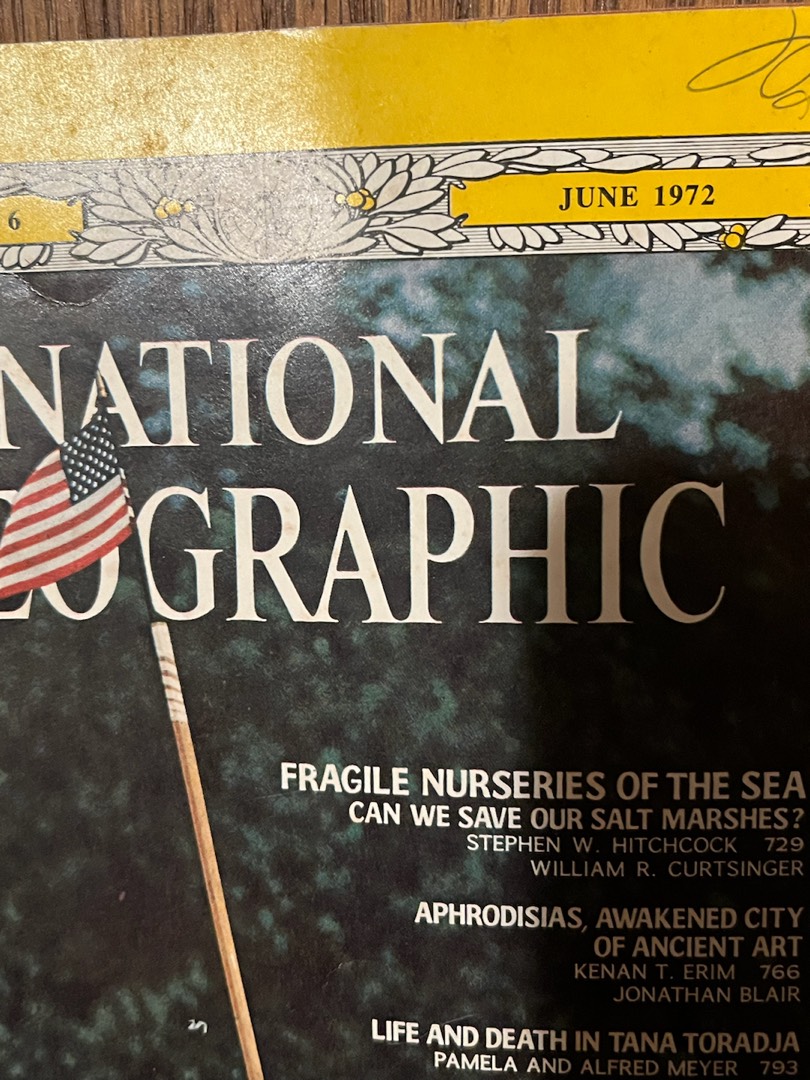 6
JUNE 1972
NATIONAL
OGRAPHIC
FRAGILE NURSERIES OF THE SEA
CAN WE SAVE OUR SALT MARSHES?
STEPHEN W. HITCHCOCK 729
WILLIAM R. CURTSINGER
APHRODISIAS, AWAKENED CITY
OF ANCIENT ART
KENAN T. ERIM 766
JONATHAN BLAIR
LIFE AND DEATH IN TANA TORADJA
PAMELA AND ALFRED MEYER 793